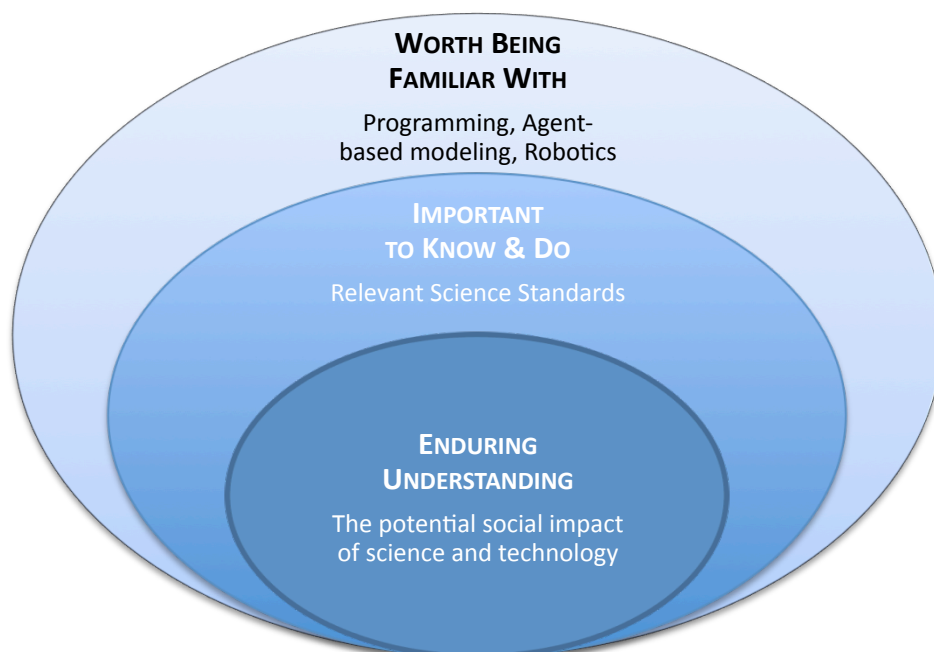 WORTH BEING
FAMILIAR WITH
Programming, Agent-
based modeling, Robotics
IMPORTANT
TO KNOW & DO
Relevant Science Standards
ENDURING
UNDERSTANDING
The potential social impact
of science and technology